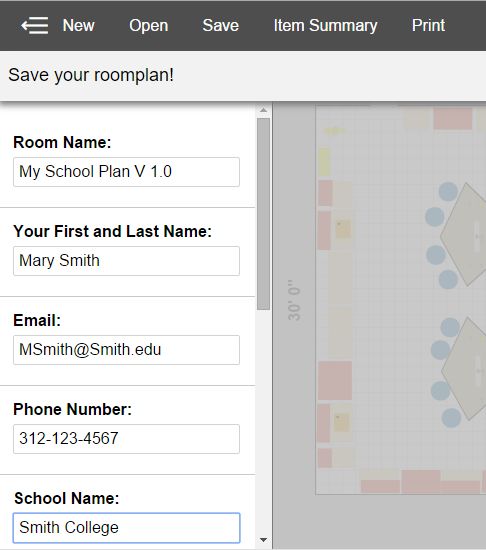 New Open Save Item Summary Print
Save your roomplan!
Room Name:
My School Plan V 1.0
Your First and Last Name:
Mary Smith
Email:
MSmith@Smith.edu
Phone Number:
312-123-4567
School Name:
Smith College
30' 0"